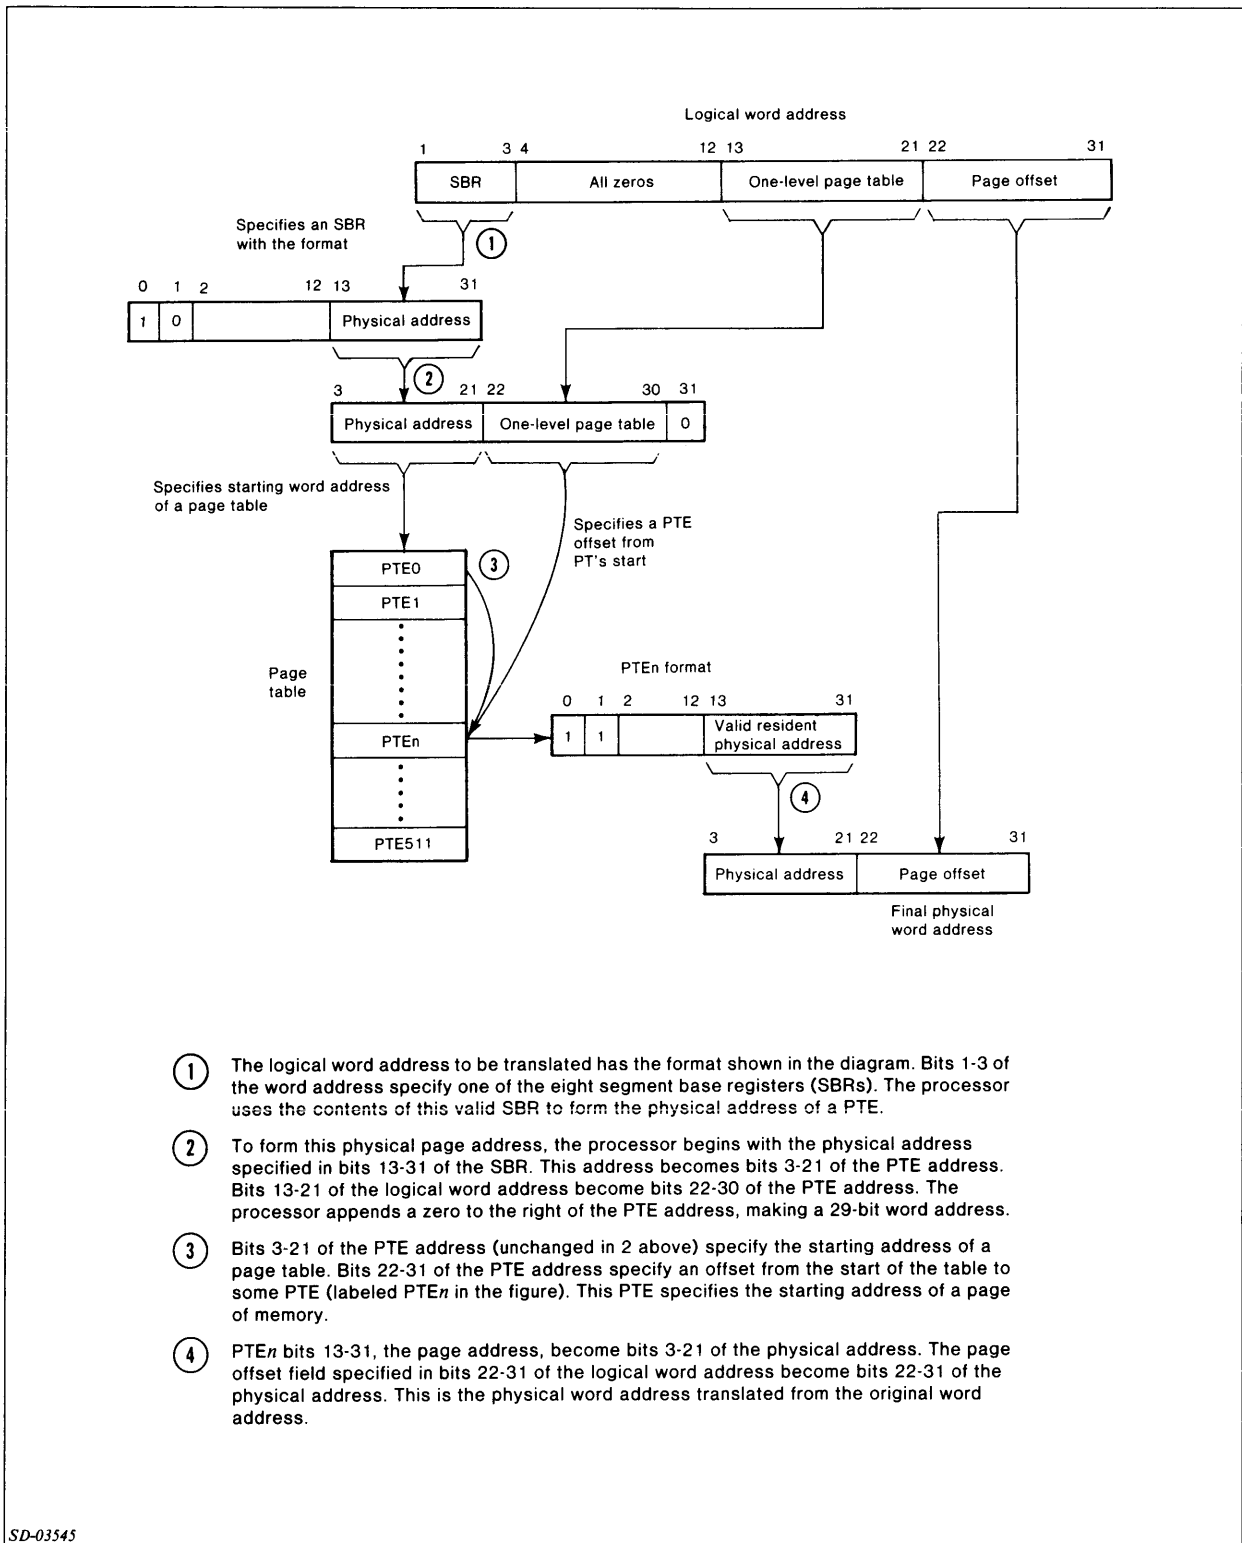 Logical word address
1 3 4 12 13 21 22 31
SBR All zeros One-level page table Page offset
Specifies an SBR
with the format
1
0 1 2 12 13 31
1 0 Physical address
2
3 21 22 30 31
Physical address One-level page table 0
Specifies starting word address
of a page table
Specifies a PTE
offset from
PT's start
PTE0
3
PTE1
Page
table
PTEn format
0 1 2 12 13 31
1 1 Valid resident
physical address
PTEn
4
PTE511
3 21 22 31
Physical address Page offset
Final physical
word address
1 The logical word address to be translated has the format shown in the diagram. Bits 1-3 of
the word address specify one of the eight segment base registers (SBRs). The processor
uses the contents of this valid SBR to form the physical address of a PTE.
2 To form this physical page address, the processor begins with the physical address
specified in bits 13-31 of the SBR. This address becomes bits 3-21 of the PTE address.
Bits 13-21 of the logical word address become bits 22-30 of the PTE address. The
processor appends a zero to the right of the PTE address, making a 29-bit word address.
3 Bits 3-21 of the PTE address (unchanged in 2 above) specify the starting address of a
page table. Bits 22-31 of the PTE address specify an offset from the start of the table to
some PTE (labeled PTEn in the figure). This PTE specifies the starting address of a page
of memory.
4 PTEn bits 13-31, the page address, become bits 3-21 of the physical address. The page
offset field specified in bits 22-31 of the logical word address become bits 22-31 of the
physical address. This is the physical word address translated from the original word
address.
SD-03545